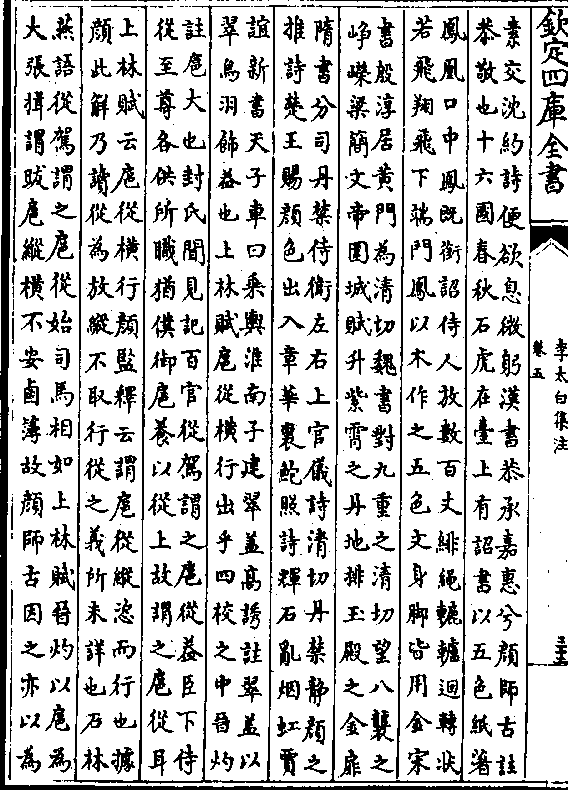 欽定四庫全書
素交沈約詩便欲息微躬漢書恭承嘉惠兮顔師古註
恭敬也十六國春秋石虎在臺上有詔書以五色紙著
鳳凰口中鳳既銜詔侍人放數百丈緋繩轆轤迴轉狀
若飛翔飛下端門鳳以木作之五色文身脚皆用金宋
書殷淳居黄門為清切魏書對九重之清切望八襲之
崢嶸梁簡文帝圍城賦升紫霄之丹地排玉殿之金扉
隋書分司丹禁侍衛左右上官儀詩清切丹禁静顔之
推詩楚王賜顔色出入章華裏鮑照詩輝石亂烟虹賈
誼新書天子車曰乘輿淮南子建翠盖高誘註翠盖以
翠鳥羽飾盖也上林賦扈從横行出乎四校之中晋灼
註扈大也封氏聞見記百官從駕謂之扈從盖臣下侍
從至尊各供所職猶僕御扈養以從上故謂之扈從耳
上林賦云扈從横行顔監釋云謂扈從縱恣而行也據
顔此解乃讀從為放縱不取行從之義所未詳也石林
燕語從駕謂之扈從始司馬相如上林賦晋灼以扈為
大張揖謂跋扈縱横不安鹵簿故顔師古因之亦以為
李太白集注
卷五